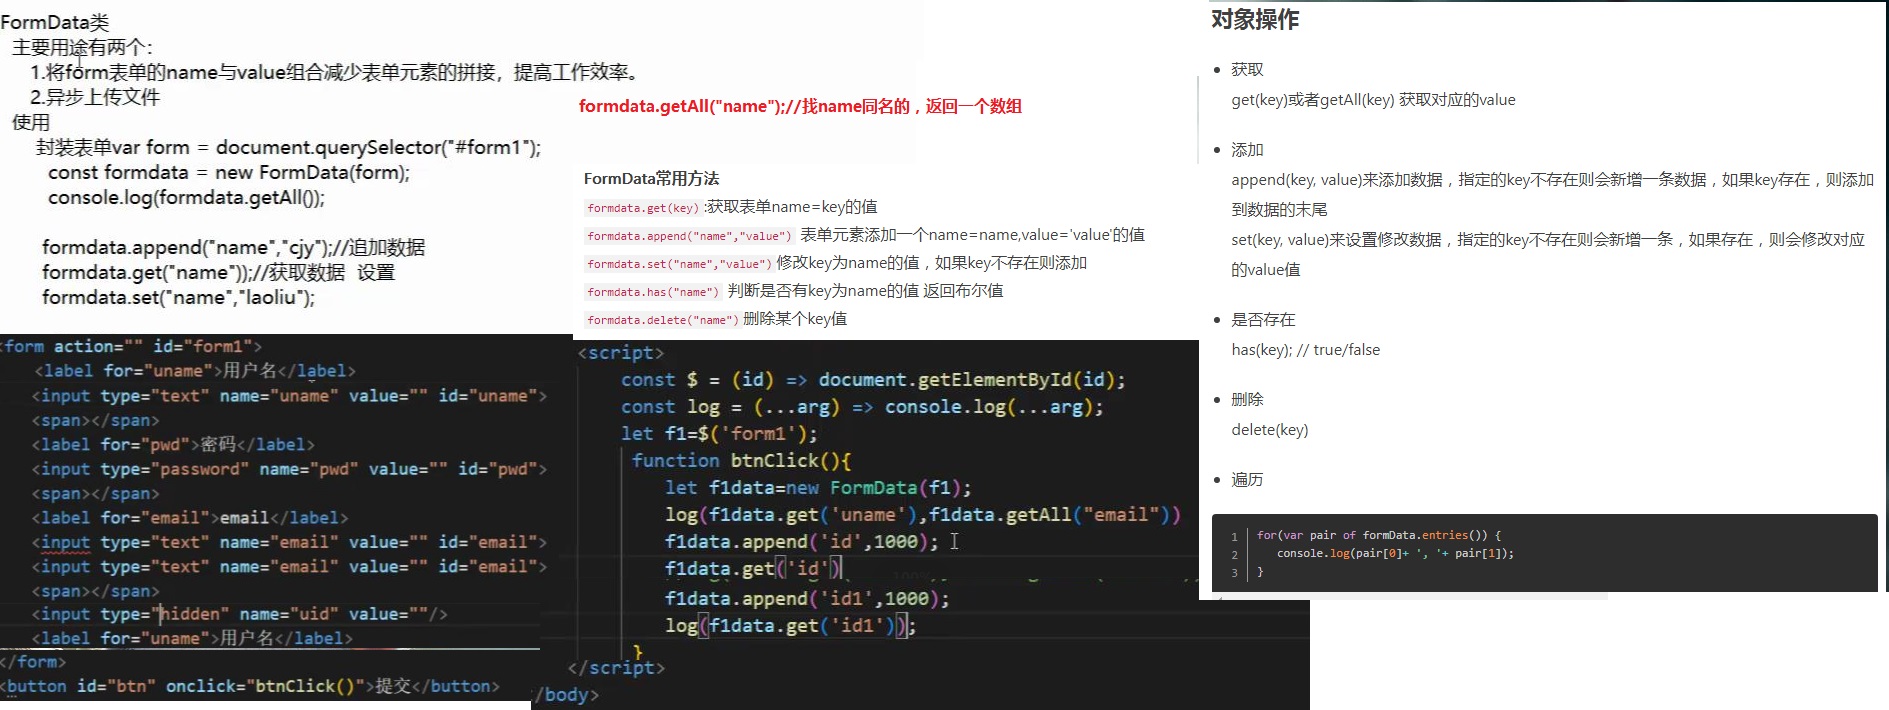 FormData类
主要用途有两个：
1.将form表单的name与value组合减少表单元素的拼接，提高工作效率。
2.异步上传文件
使用
封装表单var form = document.querySelector("#form1");
const formdata = new FormData(form);
console.log(formdata.getAll());
formdata.append("name","cjy");//追加数据
formdata.get("name"));//获取数据 设置
formdata.set("name","laoliu");
formdata.getAll("name");//找name同名的，返回一个数组
FormData常用方法
formdata.get(key) :获取表单name=key的值
formdata.append("name","value") 表单元素添加一个name=name,value='value'的值
formdata.set("name","value") 修改key为name的值，如果key不存在则添加
formdata.has("name") 判断是否有key为name的值 返回布尔值
formdata.delete("name") 删除某个key值
<form action="" id="form1">
<label for="uname">用户名</label>
<input type="text" name="uname" value="" id="uname">
<span></span>
<label for="pwd">密码</label>
<input type="password" name="pwd" value="" id="pwd">
<span></span>
<label for="email">email</label>
<input type="text" name="email" value="" id="email">
<input type="text" name="email" value="" id="email">
<span></span>
<input type="hidden" name="uid" value=""/>
<label for="uname">用户名</label>
</form>
<button id="btn" onclick="btnClick()">提交</button>
<script>
const $ = (id) => document.getElementById(id);
const log = (...arg) => console.log(...arg);
let f1=$('form1');
function btnClick(){
let f1data=new FormData(f1);
log(f1data.get('uname'),f1data.getAll("email"))
f1data.append('id',1000);
f1data.get('id')
f1data.append('id1',1000);
log(f1data.get('id1'));
}
</script>
/body>
对象操作
• 获取
get(key)或者getAll(key) 获取对应的value
• 添加
append(key, value)来添加数据，指定的key不存在则会新增一条数据，如果key存在，则添加
到数据的末尾
set(key, value)来设置修改数据，指定的key不存在则会新增一条，如果存在，则会修改对应
的value值
• 是否存在
has(key); // true/false
• 删除
delete(key)
• 遍历
1 for(var pair of formData.entries()) {
2 console.log(pair[0]+ ', '+ pair[1]);
3 }